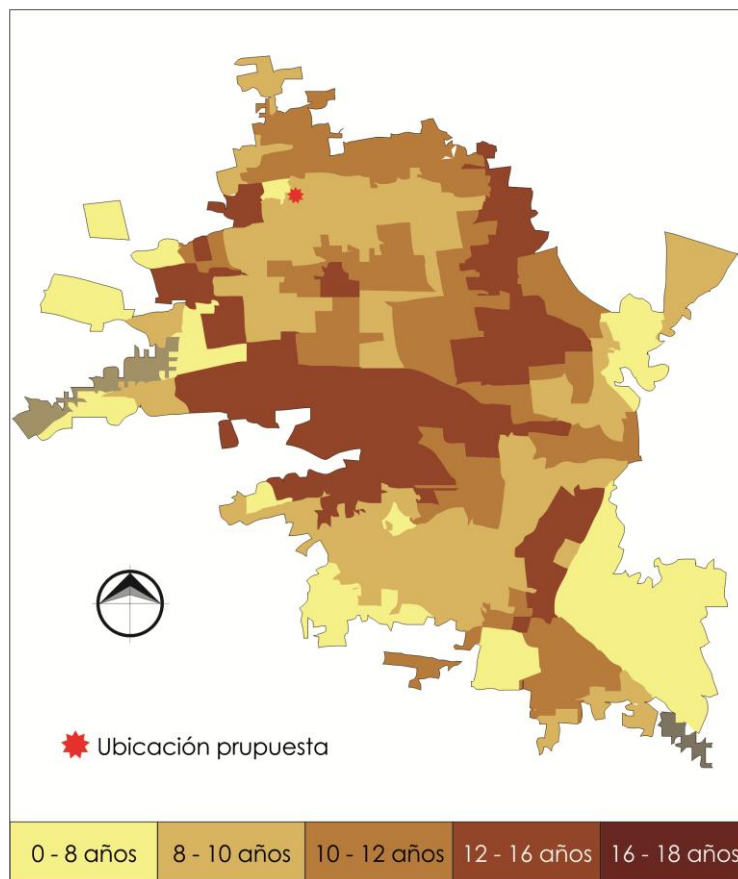 Ubicación prupuesta
0 - 8 años
8 - 10 años
10 - 12 años
12 - 16 años
16 - 18 años